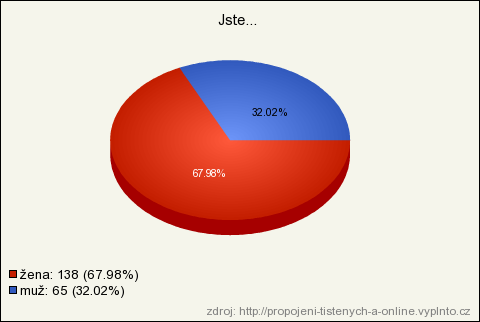 Jste...
32.02%
67.98%
žena: 138 (67.98%)
muž: 65 (32.02%)
zdroj: http://propojeni-tistenych-a-online.vyplnto.cz